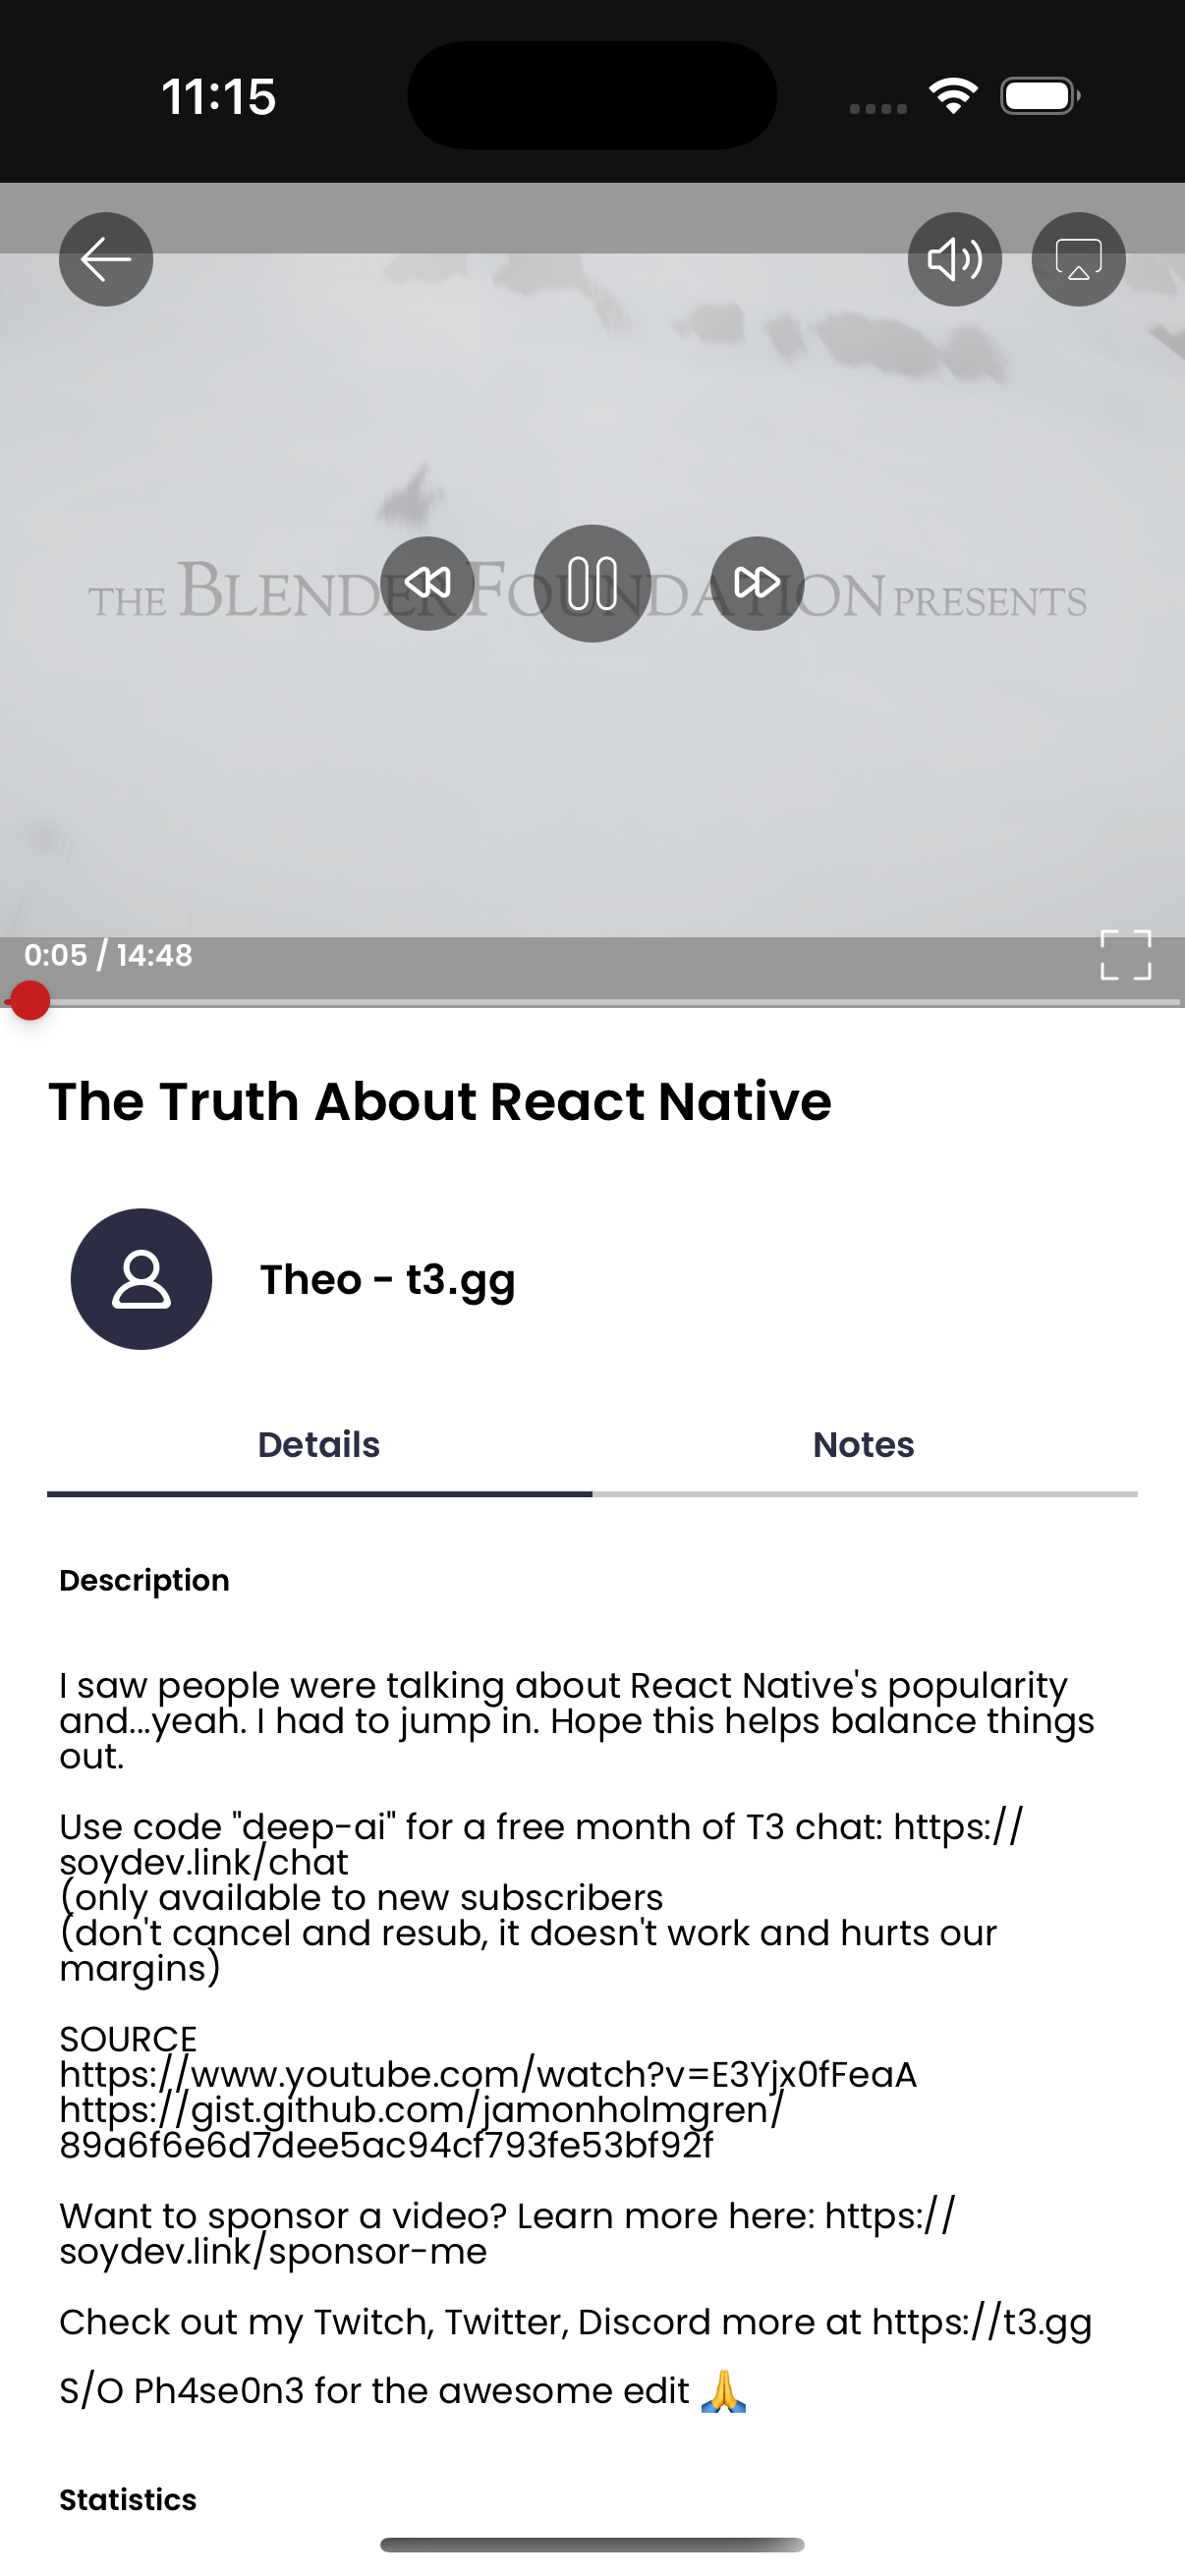 11:15
THE BLENDER FOUNDATION PRESENTS
0:05 / 14:48
The Truth About React Native
Theo - t3.gg
Details
Notes
Description
I saw people were talking about React Native's popularity
and...yeah. I had to jump in. Hope this helps balance things
out.
Use code "deep-ai" for a free month of T3 chat: https://
soydev.link/chat
(only available to new subscribers
(don't cancel and resub, it doesn't work and hurts our
margins)
SOURCE
https://www.youtube.com/watch?v=E3Yjx0fFeaA
https://gist.github.com/jamonholmgren/
89a6f6e6d7dee5ac94cf793fe53bf92f
Want to sponsor a video? Learn more here: https://
soydev.link/sponsor-me
Check out my Twitch, Twitter, Discord more at https://t3.gg
S/O Ph4se0n3 for the awesome edit 🙏
Statistics